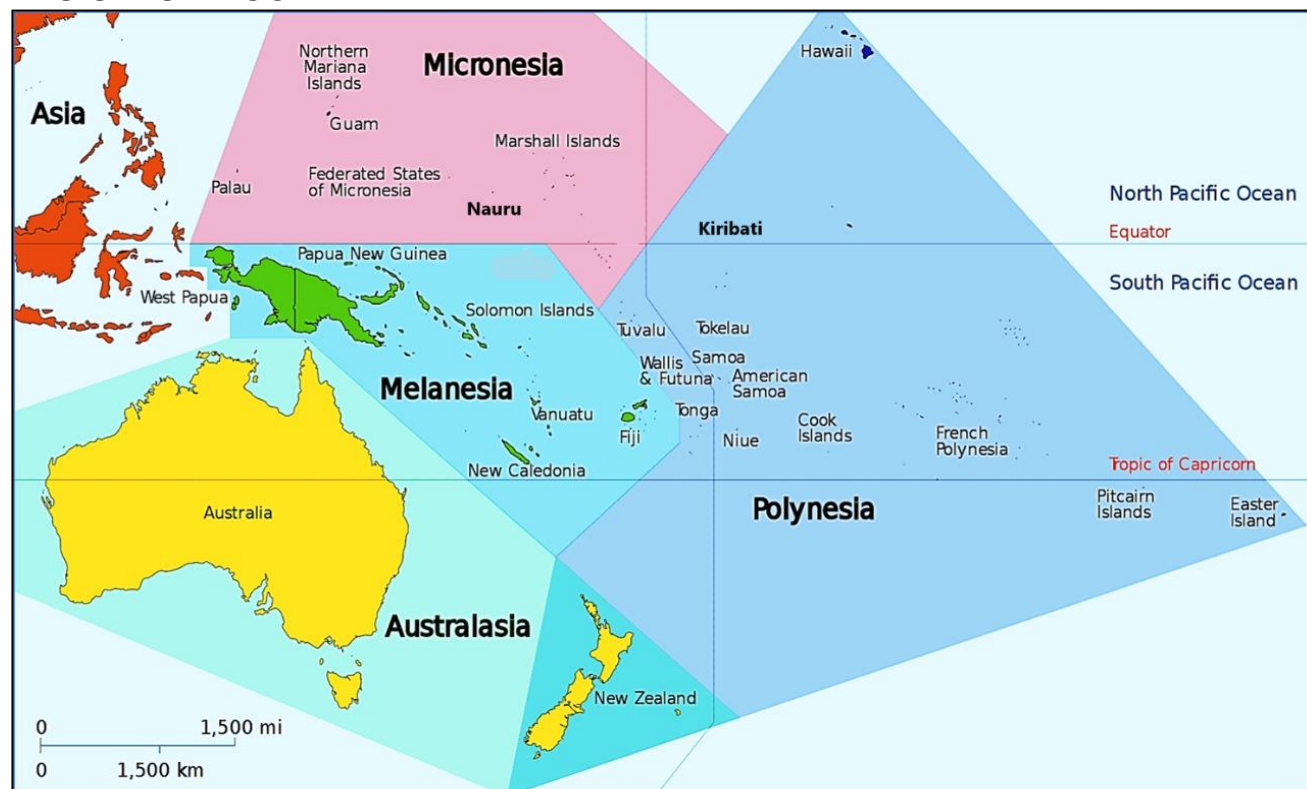 Asia
Northern
Mariana
Islands
Micronesia
Hawaii
Guam
Marshall Islands
Palau
Federated States
of Micronesia
Nauru
Kiribati
North Pacific Ocean
Equator
South Pacific Ocean
Papua New Guinea
West Papua
Solomon Islands
Tuvalu
Tokelau
Wallis
& Futuna
Samoa
American
Samoa
Melanesia
Vanuatu
Fiji
Tonga
Niue
Cook
Islands
French
Polynesia
New Caledonia
Tropic of Capricorn
Australia
Polynesia
Pitcairn
Islands
Easter
Island
Australasia
New Zealand
0 1,500 mi
0 1,500 km